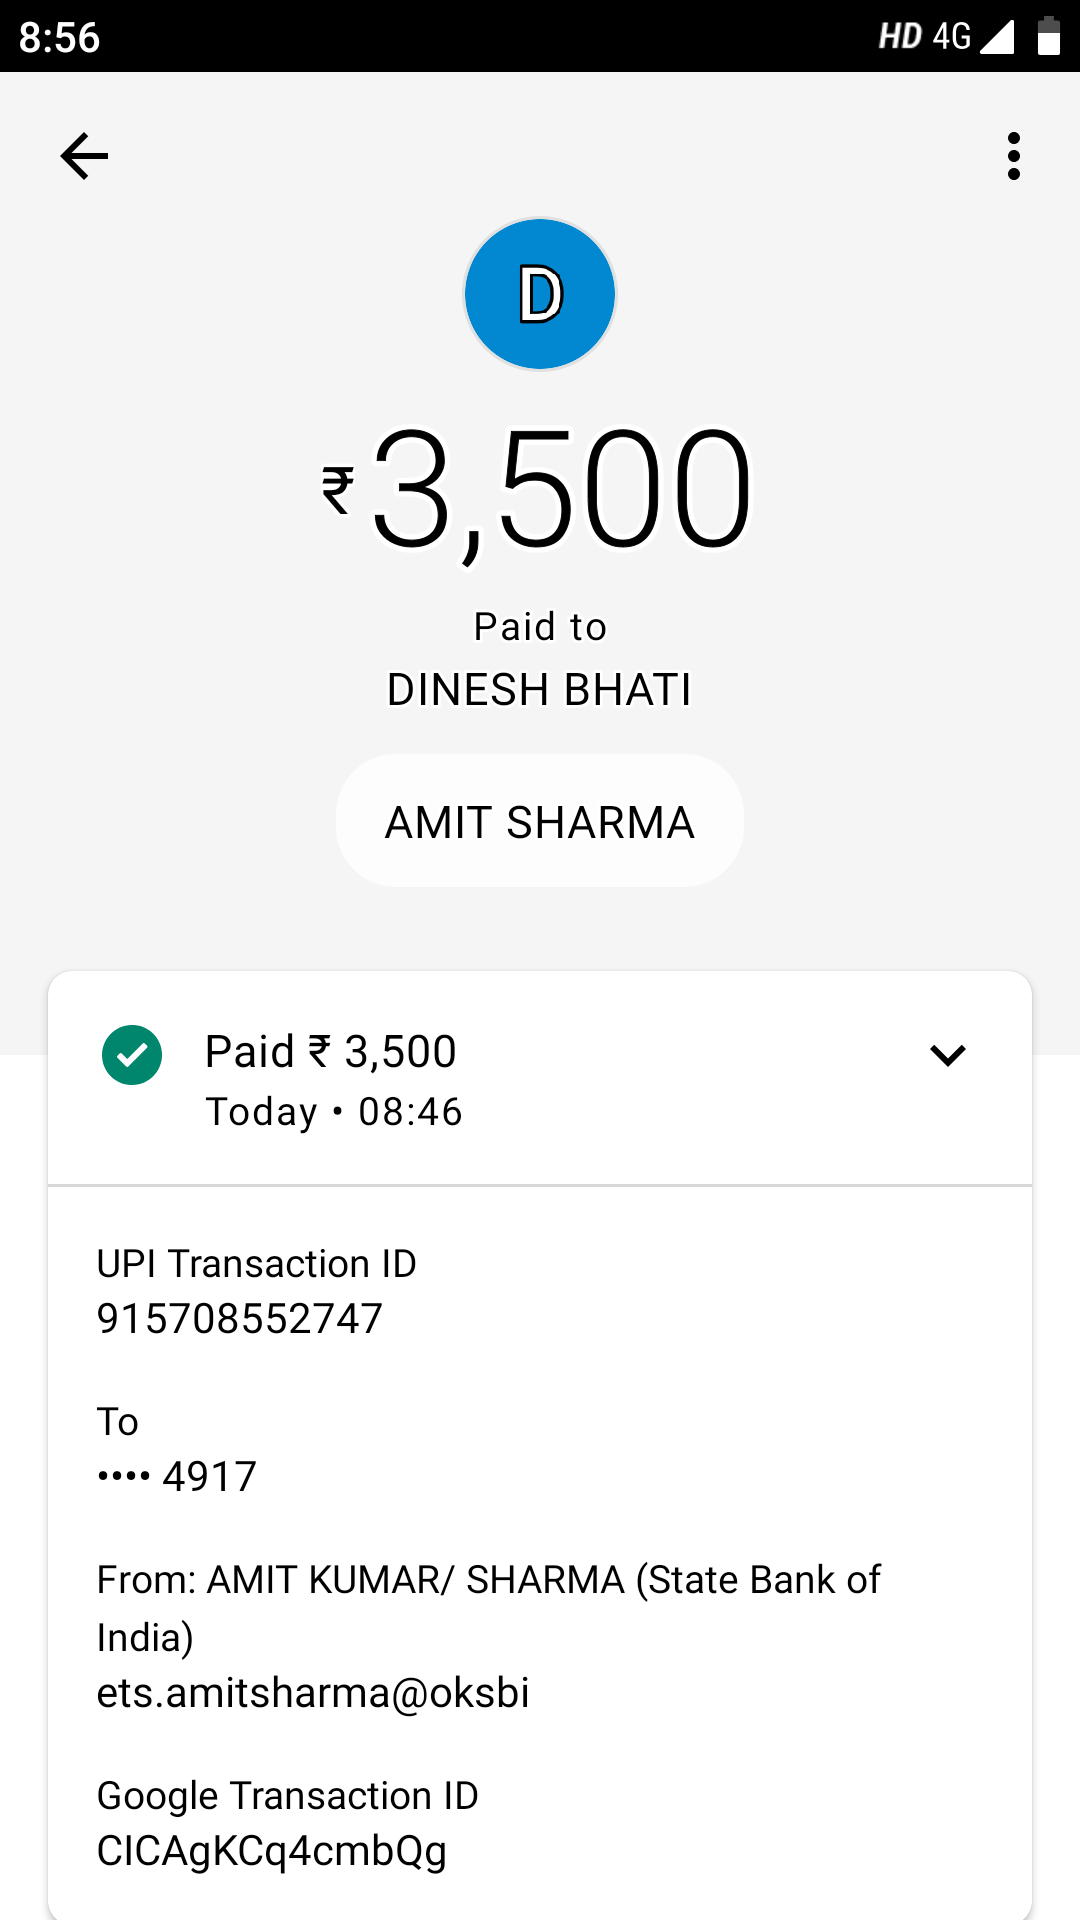 8:56 HD 4G
D
₹3,500
Paid to
DINESH BHATI
AMIT SHARMA
Paid ₹ 3,500
Today • 08:46
UPI Transaction ID
915708552747
To
•••• 4917
From: AMIT KUMAR/ SHARMA (State Bank of
India)
ets.amitsharma@oksbi
Google Transaction ID
CICAgKCq4cmbQg